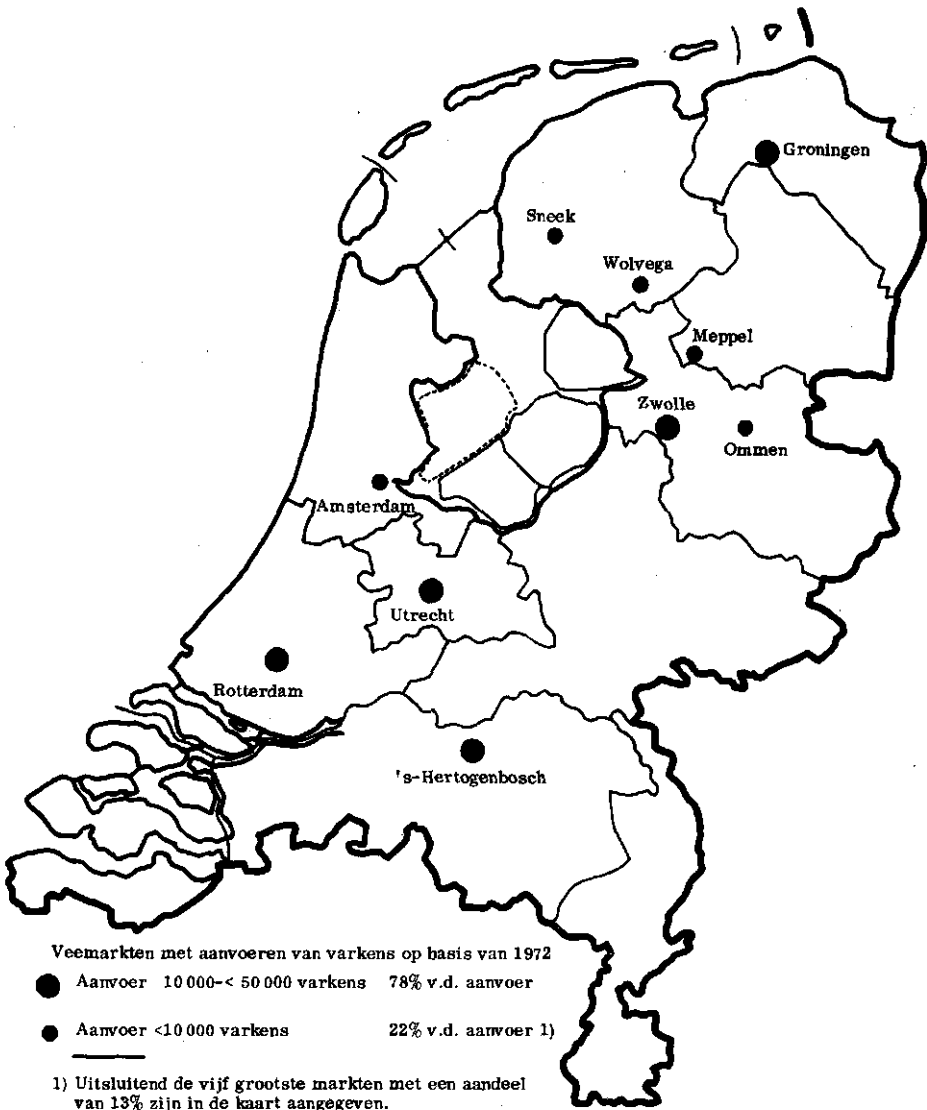 Groningen
Sneek
Wolvega
Meppel
Zwolle
Ommen
Amsterdam
Utrecht
Rotterdam
's-Hertogenbosch
Veemarkten met aanvoeren van varkens op basis van 1972
Aanvoer 10 000-< 50 000 varkens 78% v.d. aanvoer
Aanvoer <10 000 varkens 22% v.d. aanvoer 1)
1) Uitsluitend de vijf grootste markten met een aandeel
van 13% zijn in de kaart aangegeven.